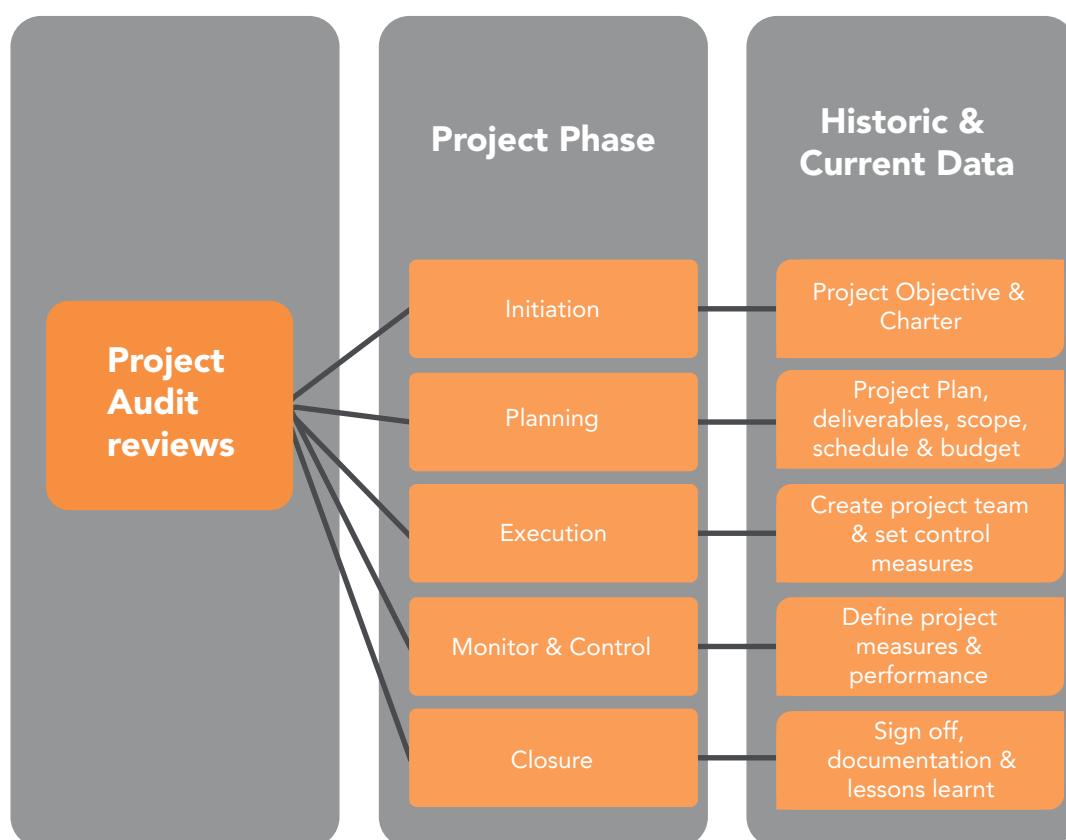 Project Phase
Historic &
Current Data
Project
Audit
reviews
Initiation
Project Objective &
Charter
Planning
Project Plan,
deliverables, scope,
schedule & budget
Execution
Create project team
& set control
measures
Monitor & Control
Define project
measures &
performance
Closure
Sign off,
documentation &
lessons learnt